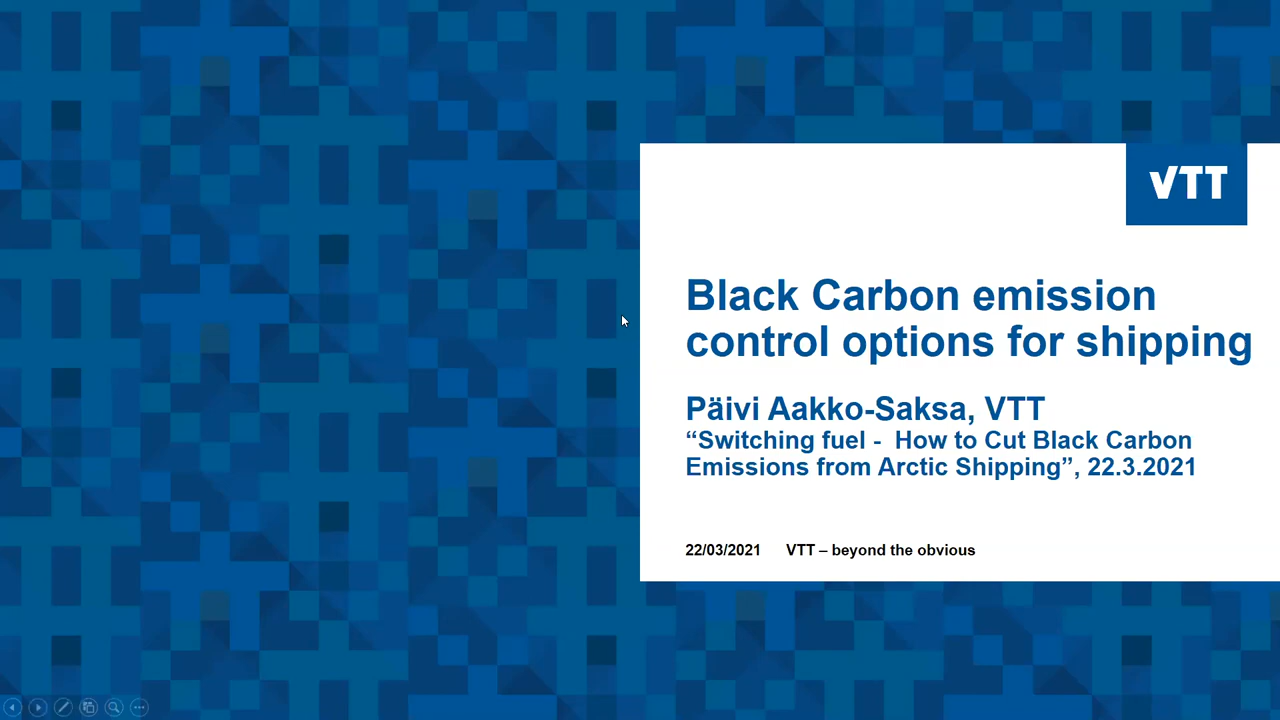 VTT
Black Carbon emission
control options for shipping
Päivi Aakko-Saksa, VTT
“Switching fuel - How to Cut Black Carbon
Emissions from Arctic Shipping”, 22.3.2021
22/03/2021 VTT – beyond the obvious